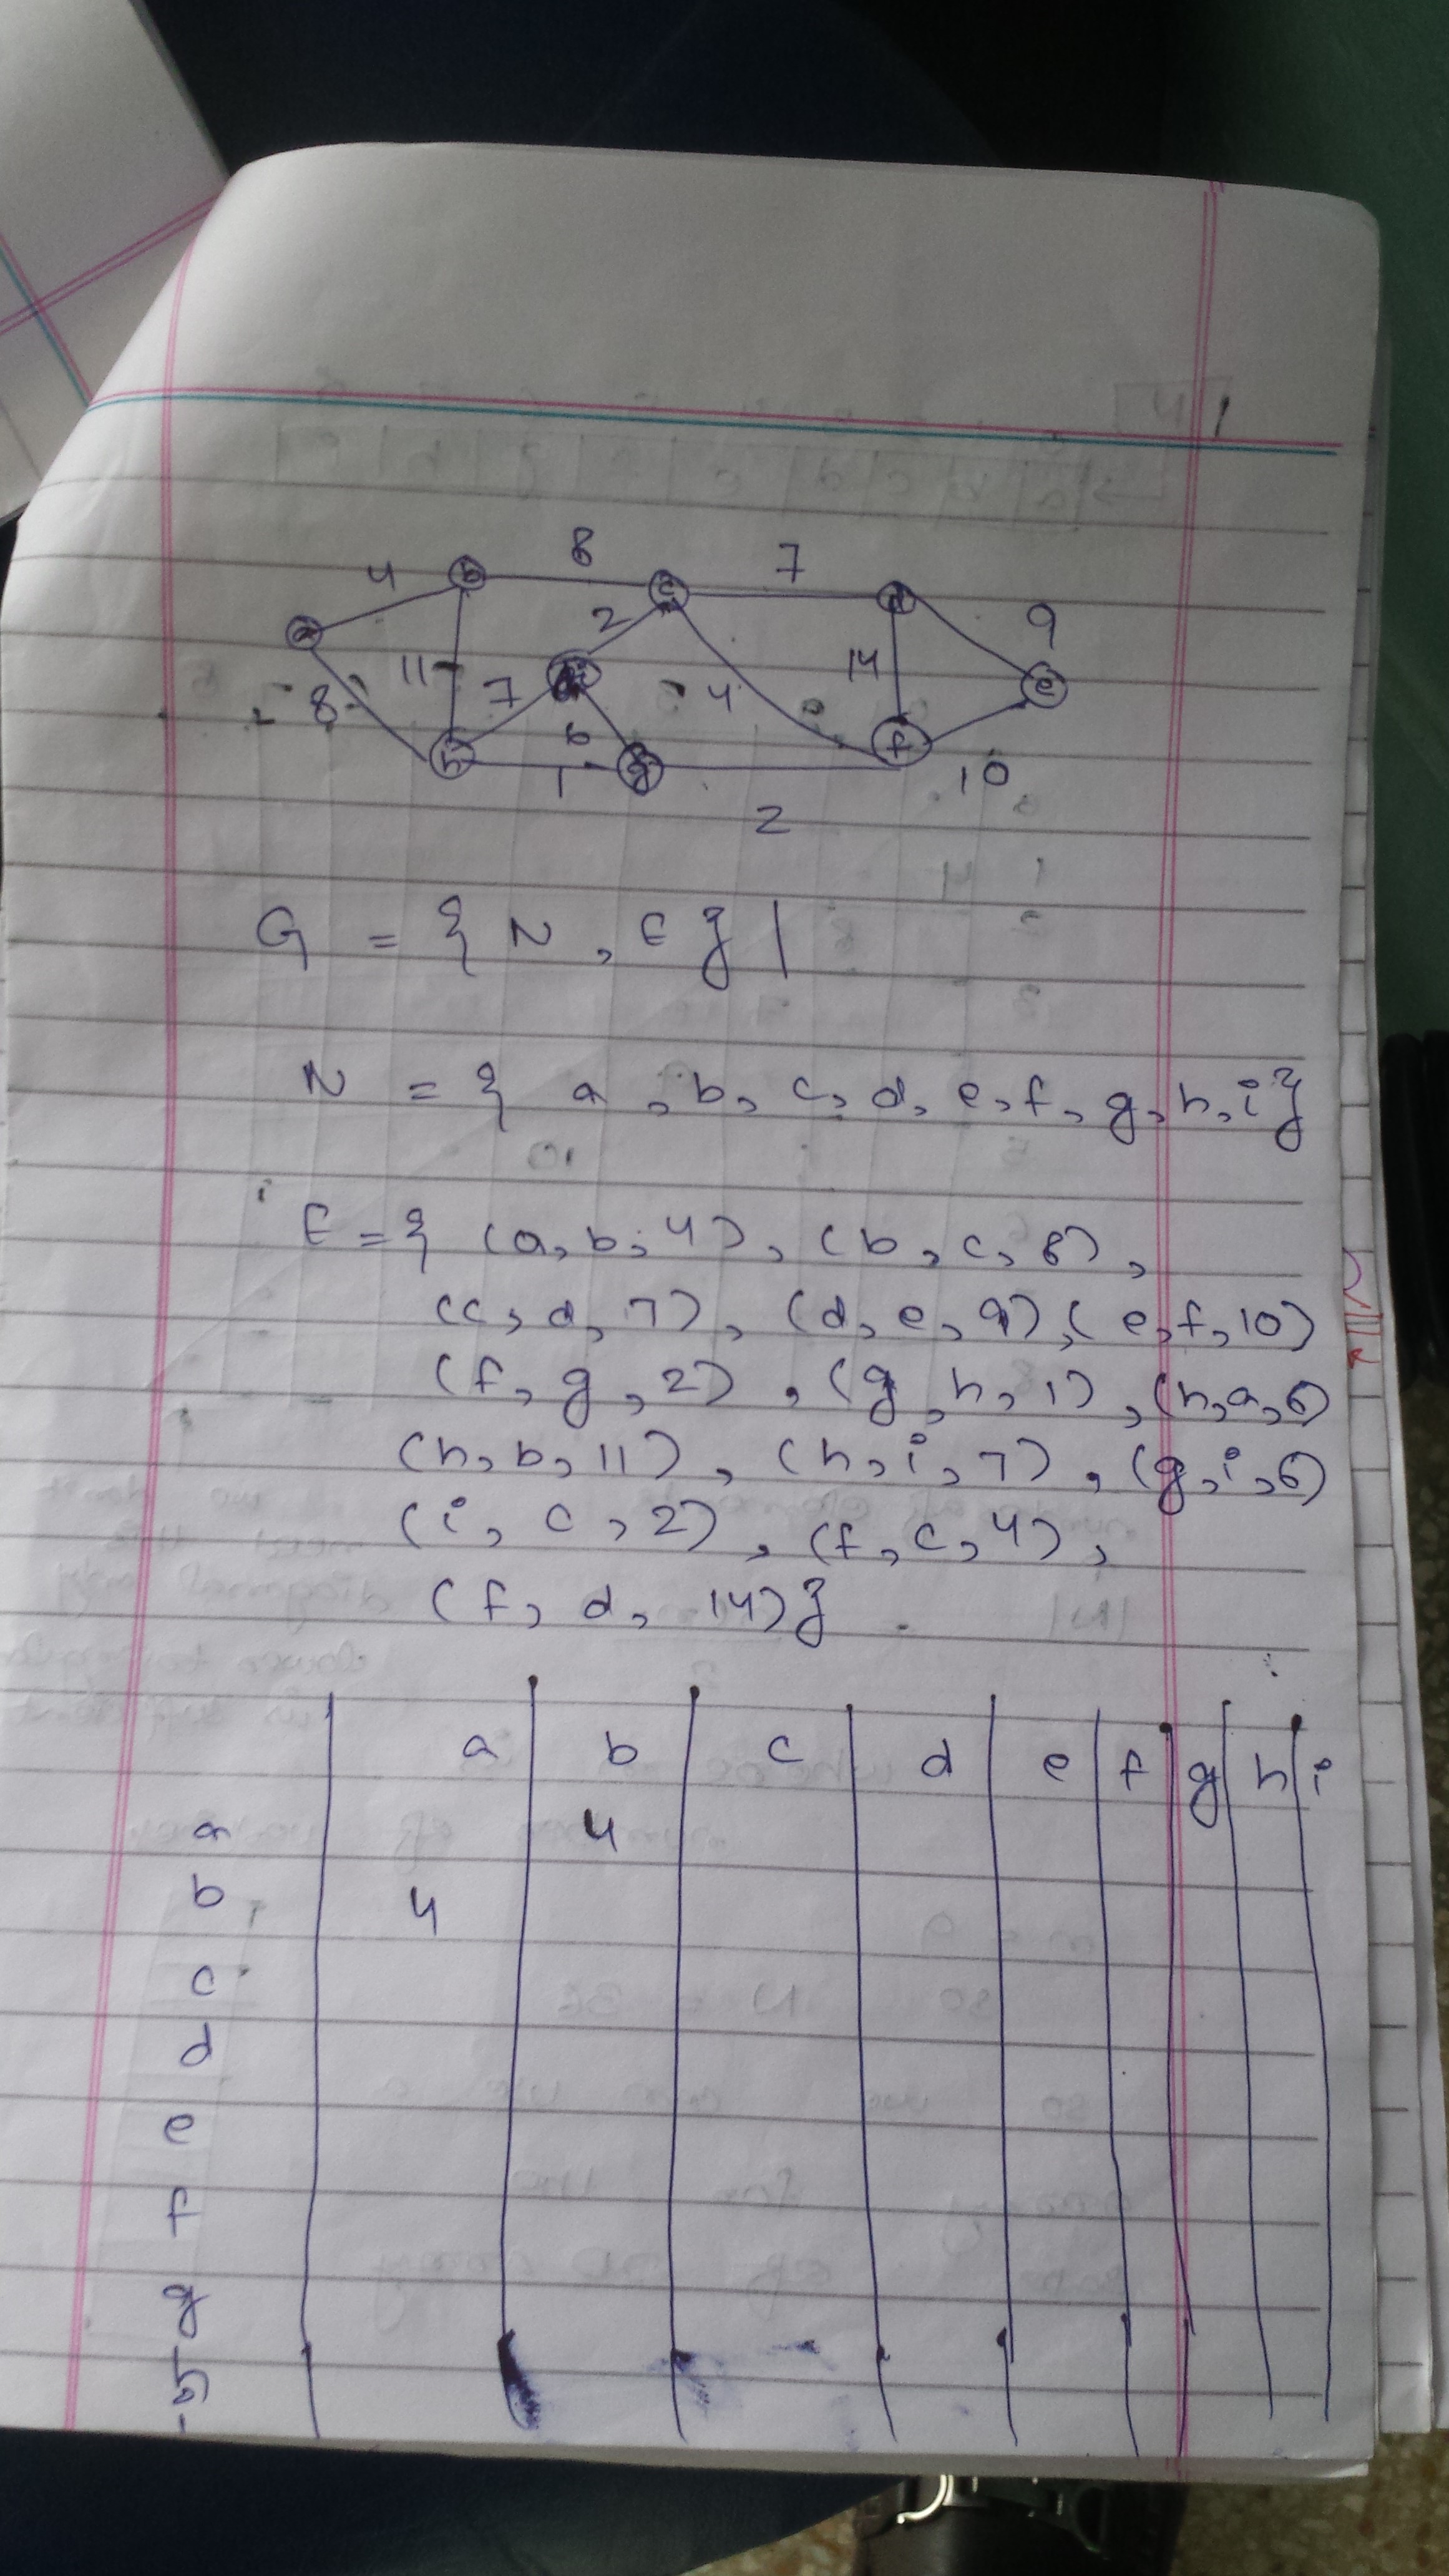 8 7
4 b c 9
a 2 14 d
11 i 4 e
8 7 6 f
h 1 g 10
2
G = { N , E } |
N = { a , b , c , d , e , f , g , h , i }
E = { (a, b, 4) , (b, c, 8) ,
(c, d, 7) , (d, e, 9) , (e, f, 10)
(f, g, 2) , (g, h, 1) , (h, a, 8)
(h, b, 11) , (h, i, 7) , (g, i, 6)
(i, c, 2) , (f, c, 4) ,
(f, d, 14) }
a b c d e f g h i
a 4
b 4
c
d
e
f
g
h
i